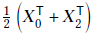 ½ (X₀ᵀ + X₂ᵀ)